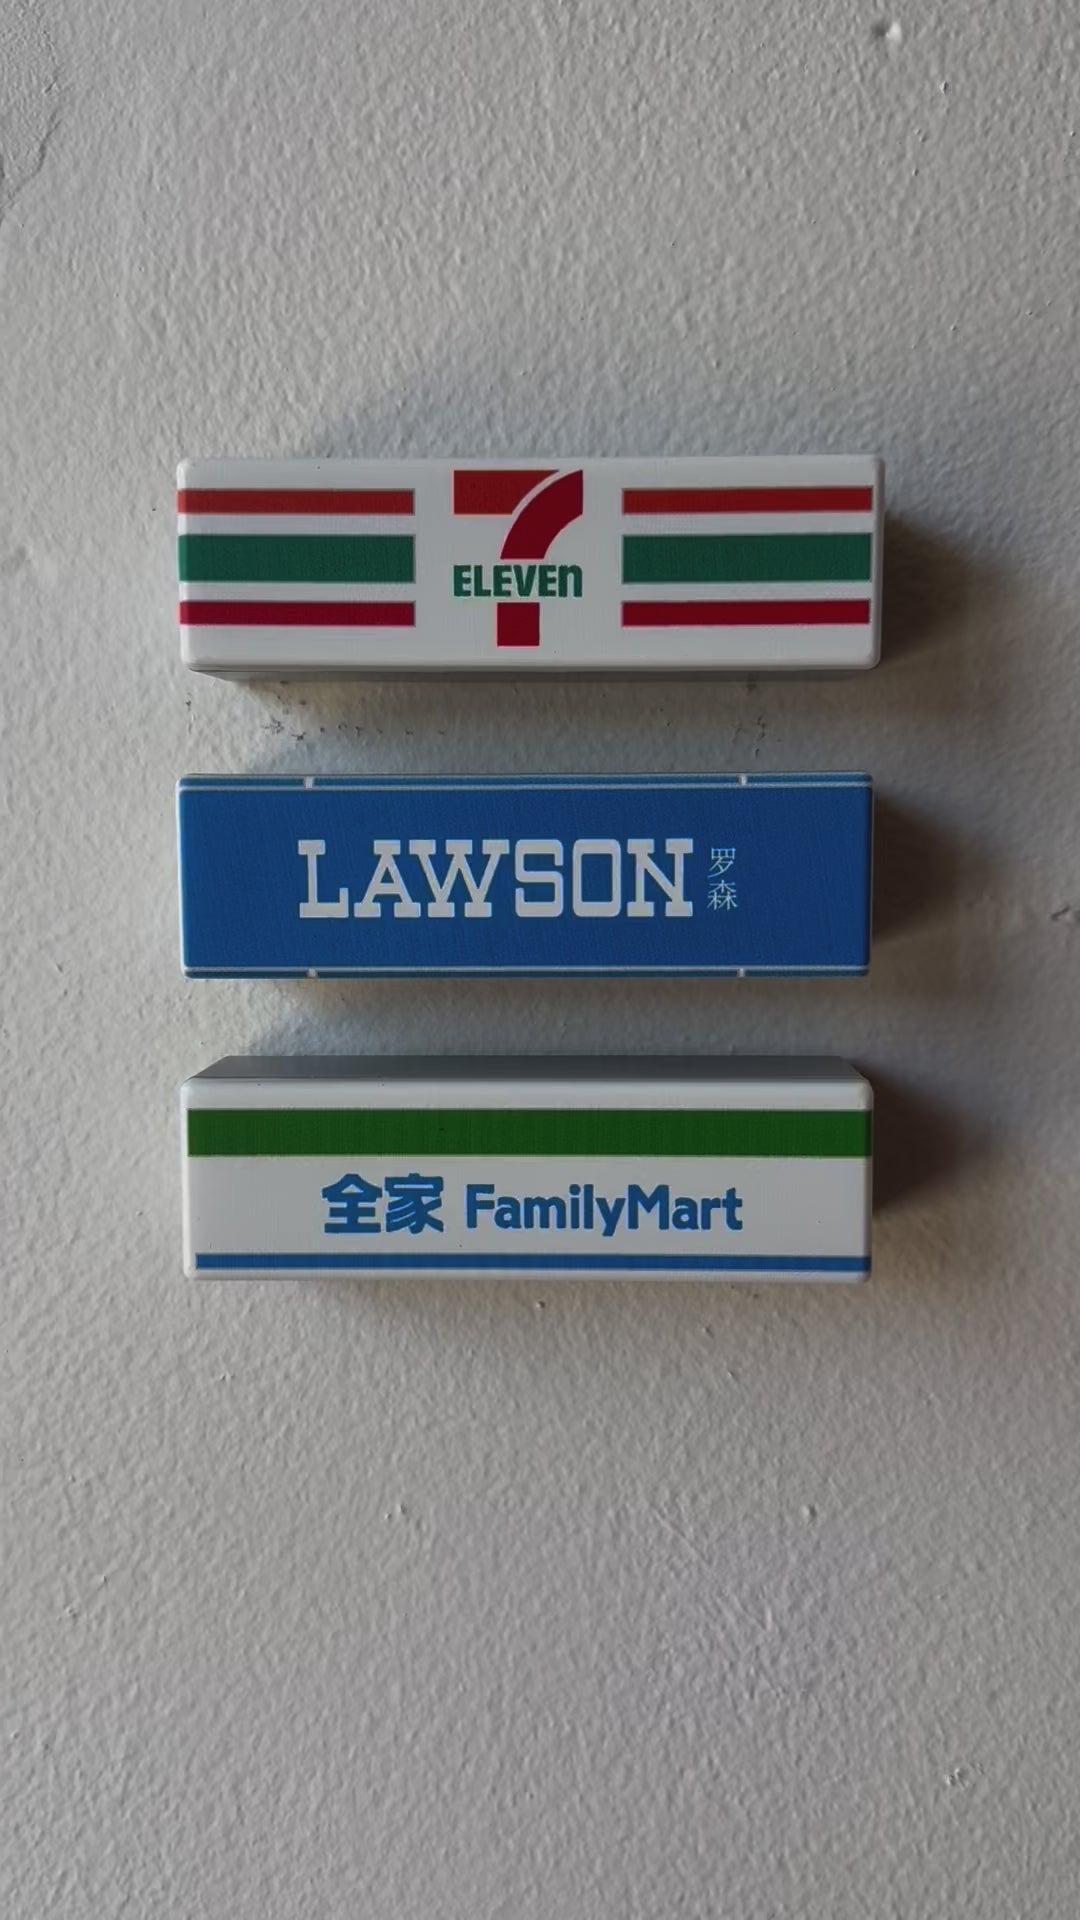 7
ELEVEn
LAWSON 罗森
全家 FamilyMart